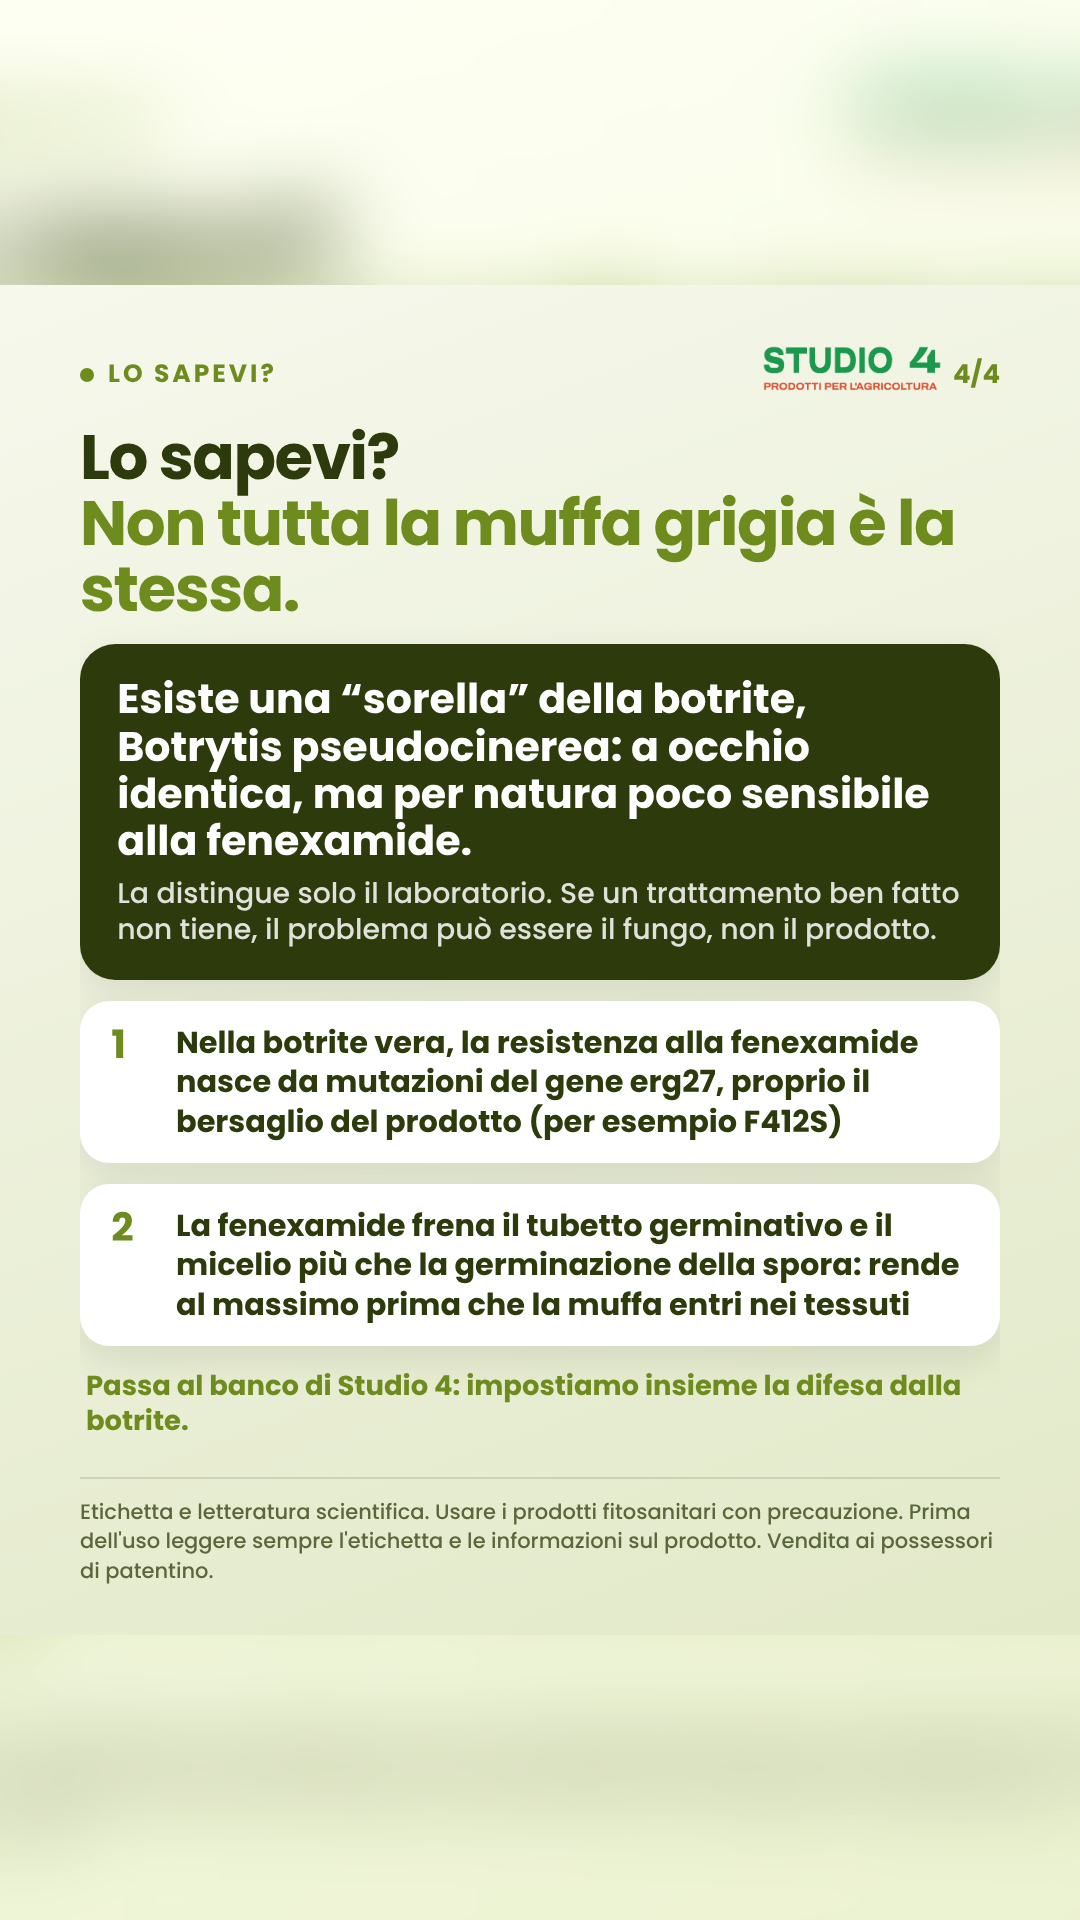 LO SAPEVI?
STUDIO 4
PRODOTTI PER L'AGRICOLTURA
4/4
Lo sapevi?
Non tutta la muffa grigia è la
stessa.
Esiste una “sorella” della botrite,
Botrytis pseudocinerea: a occhio
identica, ma per natura poco sensibile
alla fenexamide.
La distingue solo il laboratorio. Se un trattamento ben fatto
non tiene, il problema può essere il fungo, non il prodotto.
1
Nella botrite vera, la resistenza alla fenexamide
nasce da mutazioni del gene erg27, proprio il
bersaglio del prodotto (per esempio F412S)
2
La fenexamide frena il tubetto germinativo e il
micelio più che la germinazione della spora: rende
al massimo prima che la muffa entri nei tessuti
Passa al banco di Studio 4: impostiamo insieme la difesa dalla
botrite.
Etichetta e letteratura scientifica. Usare i prodotti fitosanitari con precauzione. Prima
dell'uso leggere sempre l'etichetta e le informazioni sul prodotto. Vendita ai possessori
di patentino.